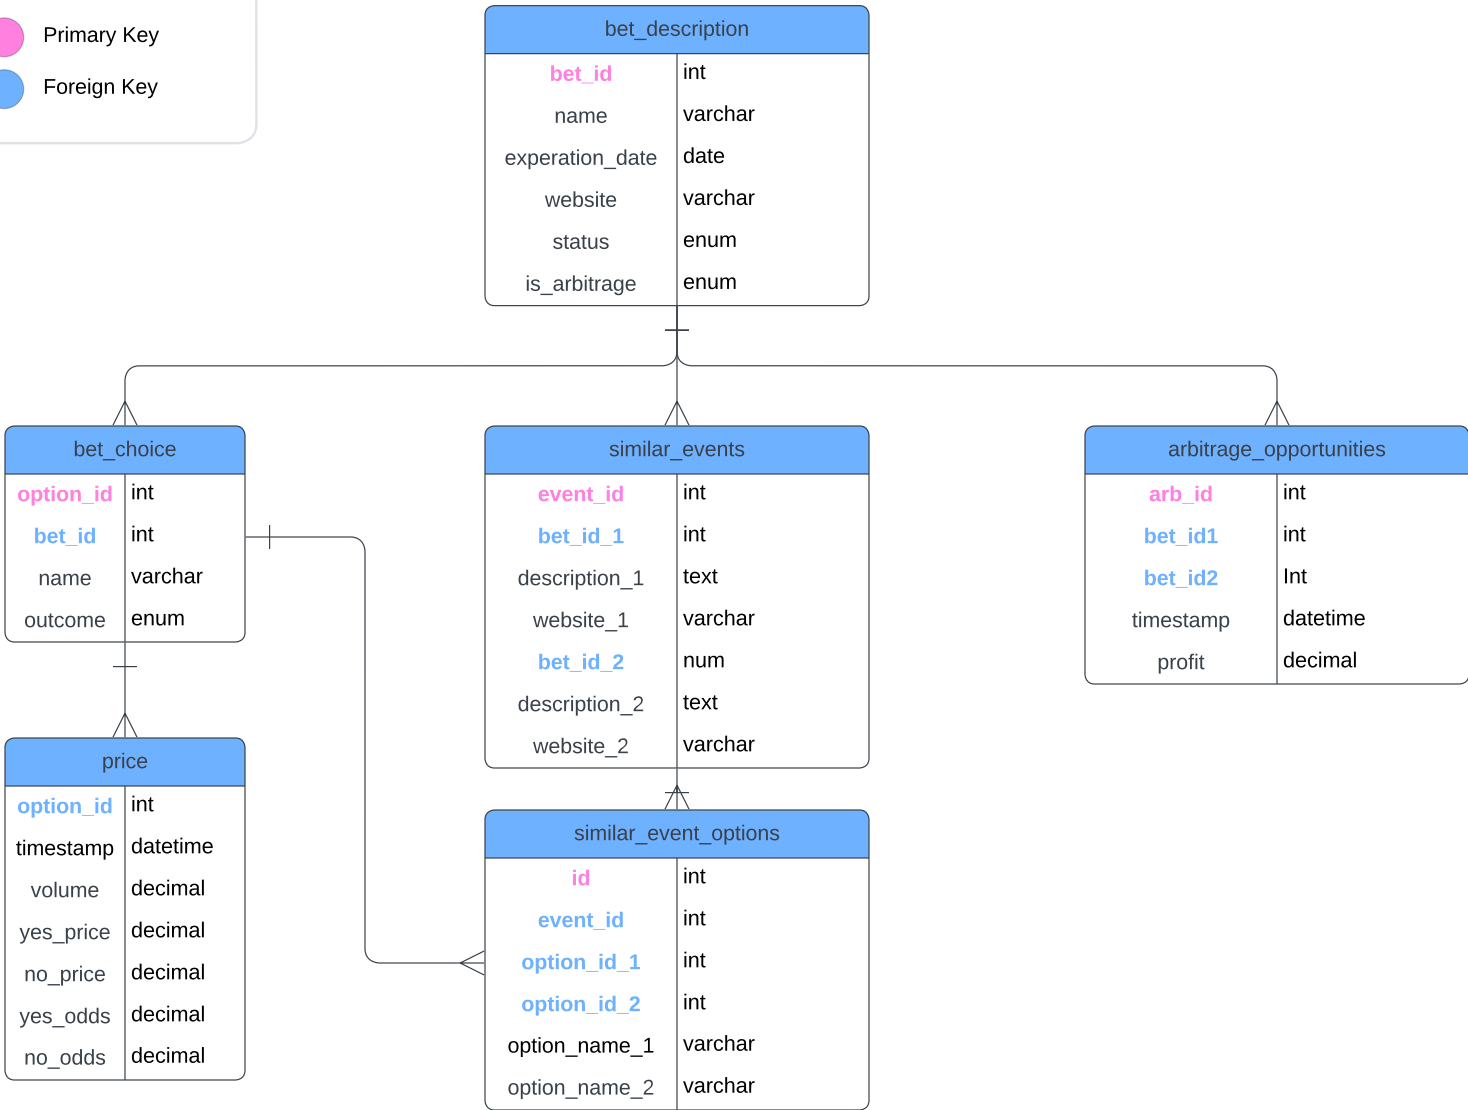 Primary Key
Foreign Key
bet_description
bet_id int
name varchar
experation_date date
website varchar
status enum
is_arbitrage enum
bet_choice
option_id int
bet_id int
name varchar
outcome enum
similar_events
event_id int
bet_id_1 int
description_1 text
website_1 varchar
bet_id_2 num
description_2 text
website_2 varchar
arbitrage_opportunities
arb_id int
bet_id1 int
bet_id2 Int
timestamp datetime
profit decimal
price
option_id int
timestamp datetime
volume decimal
yes_price decimal
no_price decimal
yes_odds decimal
no_odds decimal
similar_event_options
id int
event_id int
option_id_1 int
option_id_2 int
option_name_1 varchar
option_name_2 varchar